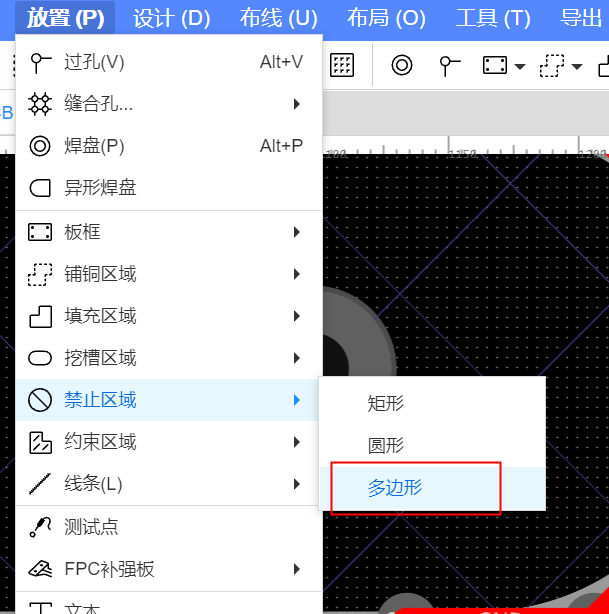 放置 (P) 设计 (D) 布线 (U) 布局 (O) 工具 (T) 导出
过孔(V) Alt+V
缝合孔...
焊盘(P) Alt+P
异形焊盘
板框
铺铜区域
填充区域
挖槽区域
禁止区域
矩形
圆形
多边形
约束区域
线条(L)
测试点
FPC补强板
文本
1150
1200